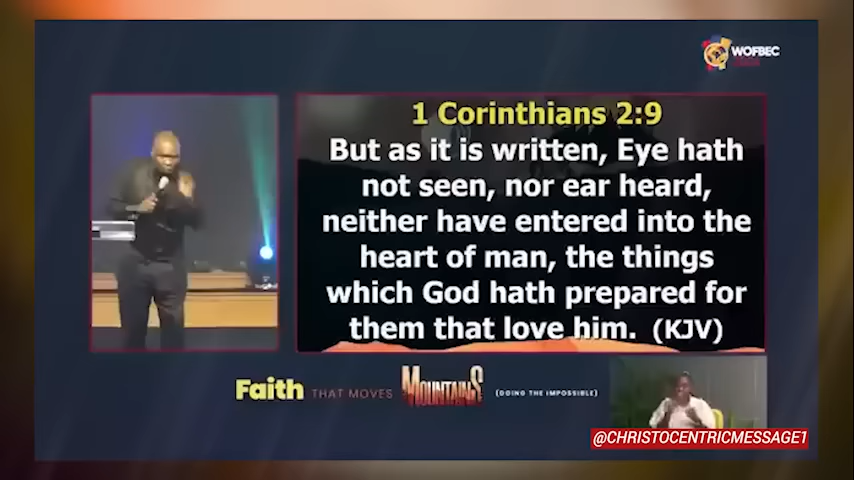 WOFBEC
1 Corinthians 2:9
But as it is written, Eye hath
not seen, nor ear heard,
neither have entered into the
heart of man, the things
which God hath prepared for
them that love him. (KJV)
Faith THAT MOVES MOUNTAINS (DOING THE IMPOSSIBLE)
@CHRISTOCENTRICMESSAGE1